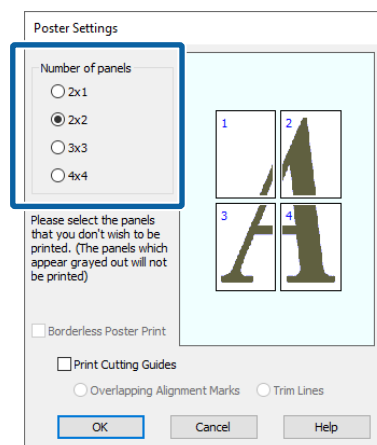 Poster Settings
Number of panels
2x1
2x2
3x3
4x4
1
2
3
4
Please select the panels
that you don't wish to be
printed. (The panels which
appear grayed out will not
be printed)
Borderless Poster Print
Print Cutting Guides
Overlapping Alignment Marks
Trim Lines
OK
Cancel
Help